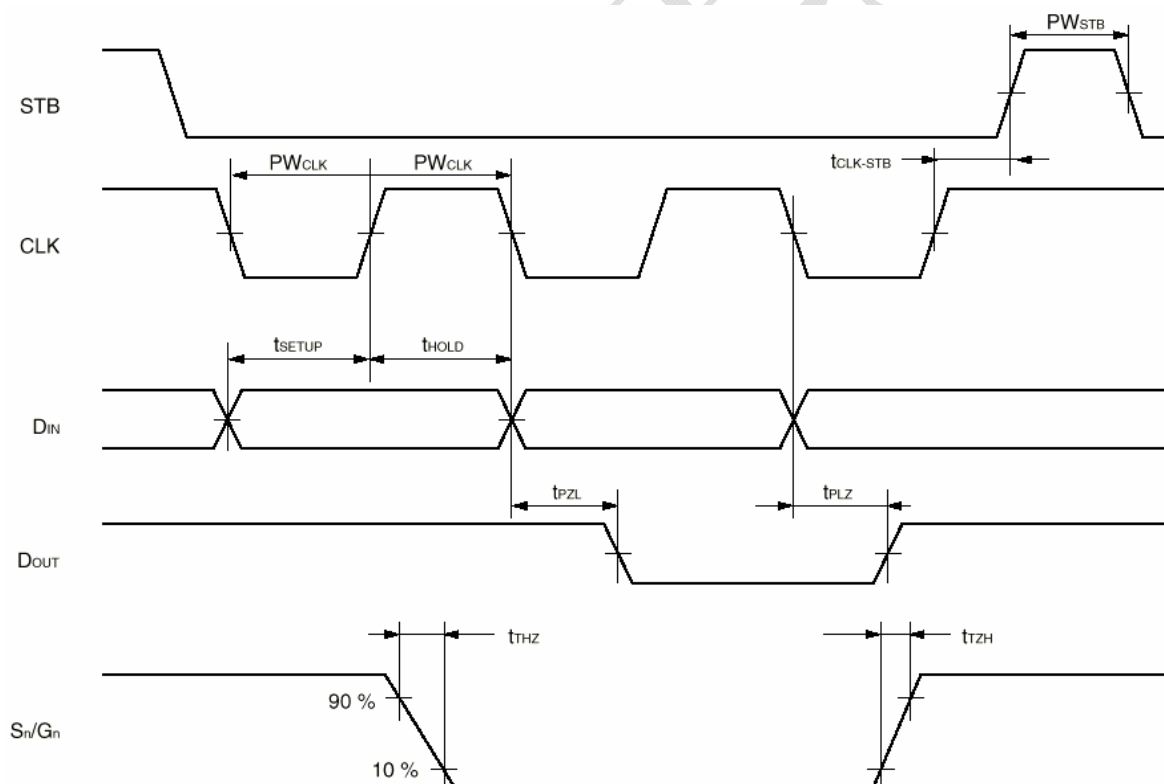 PWSTB
STB
PWCLK PWCLK tCLK-STB
CLK
tSETUP tHOLD
DIN
tPZL tPLZ
DOUT
tTHZ tTZH
90 %
Sn/Gn
10 %